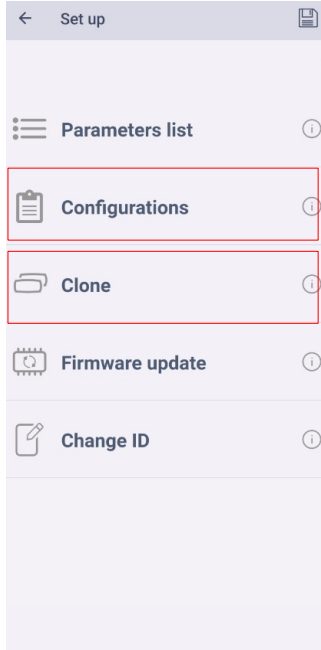 Set up
Parameters list
Configurations
Clone
Firmware update
Change ID